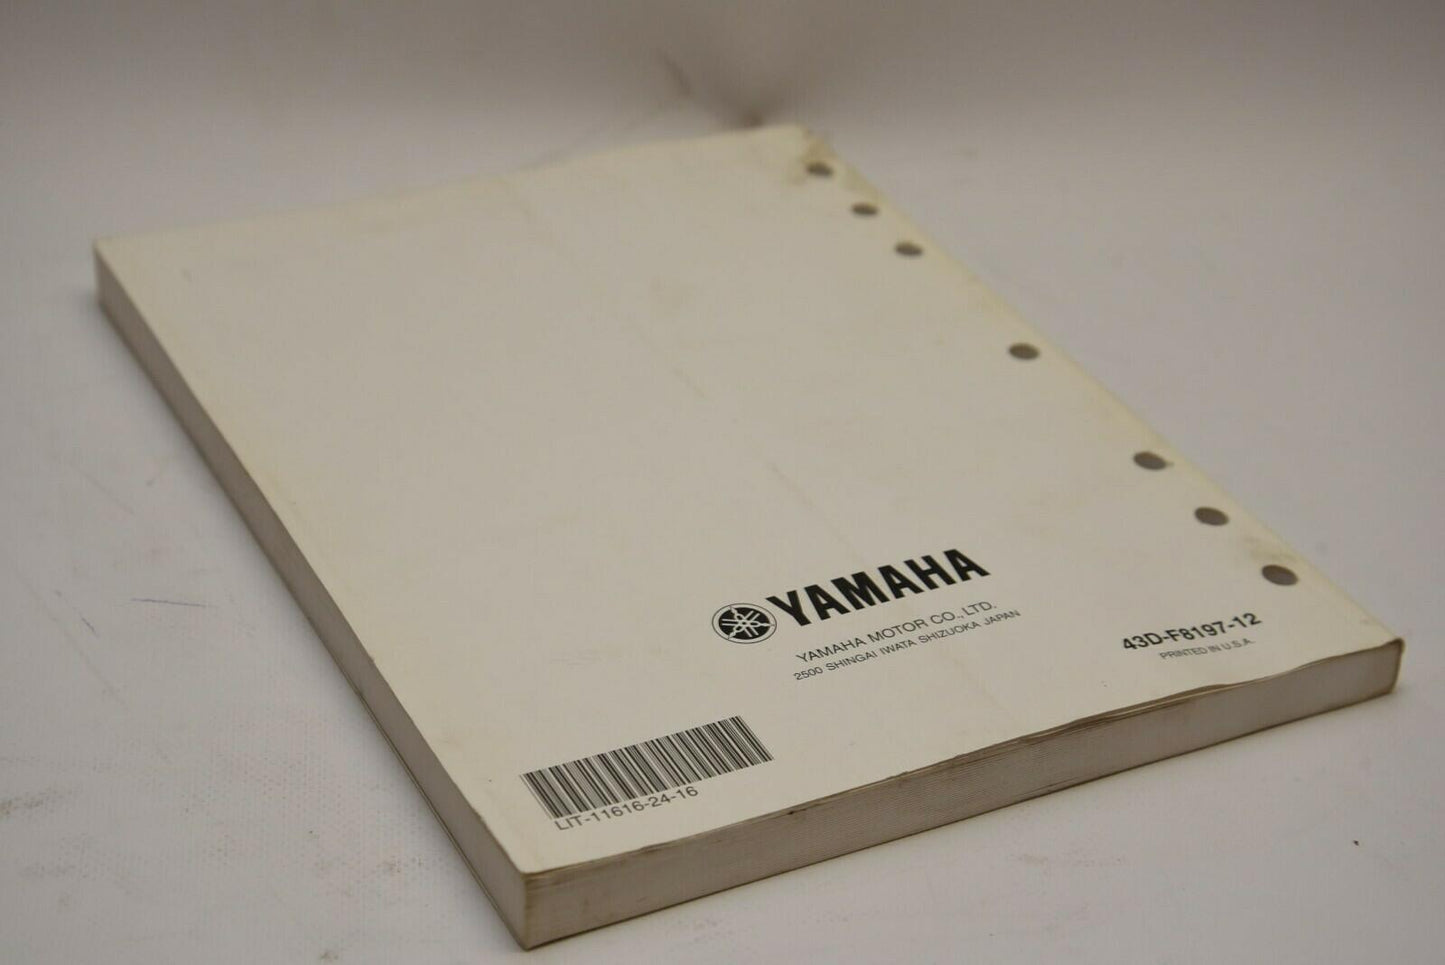 YAMAHA
YAMAHA MOTOR CO., LTD.
2500 SHINGAI IWATA SHIZUOKA JAPAN
43D-F8197-12
PRINTED IN U.S.A.
LIT-11616-24-16